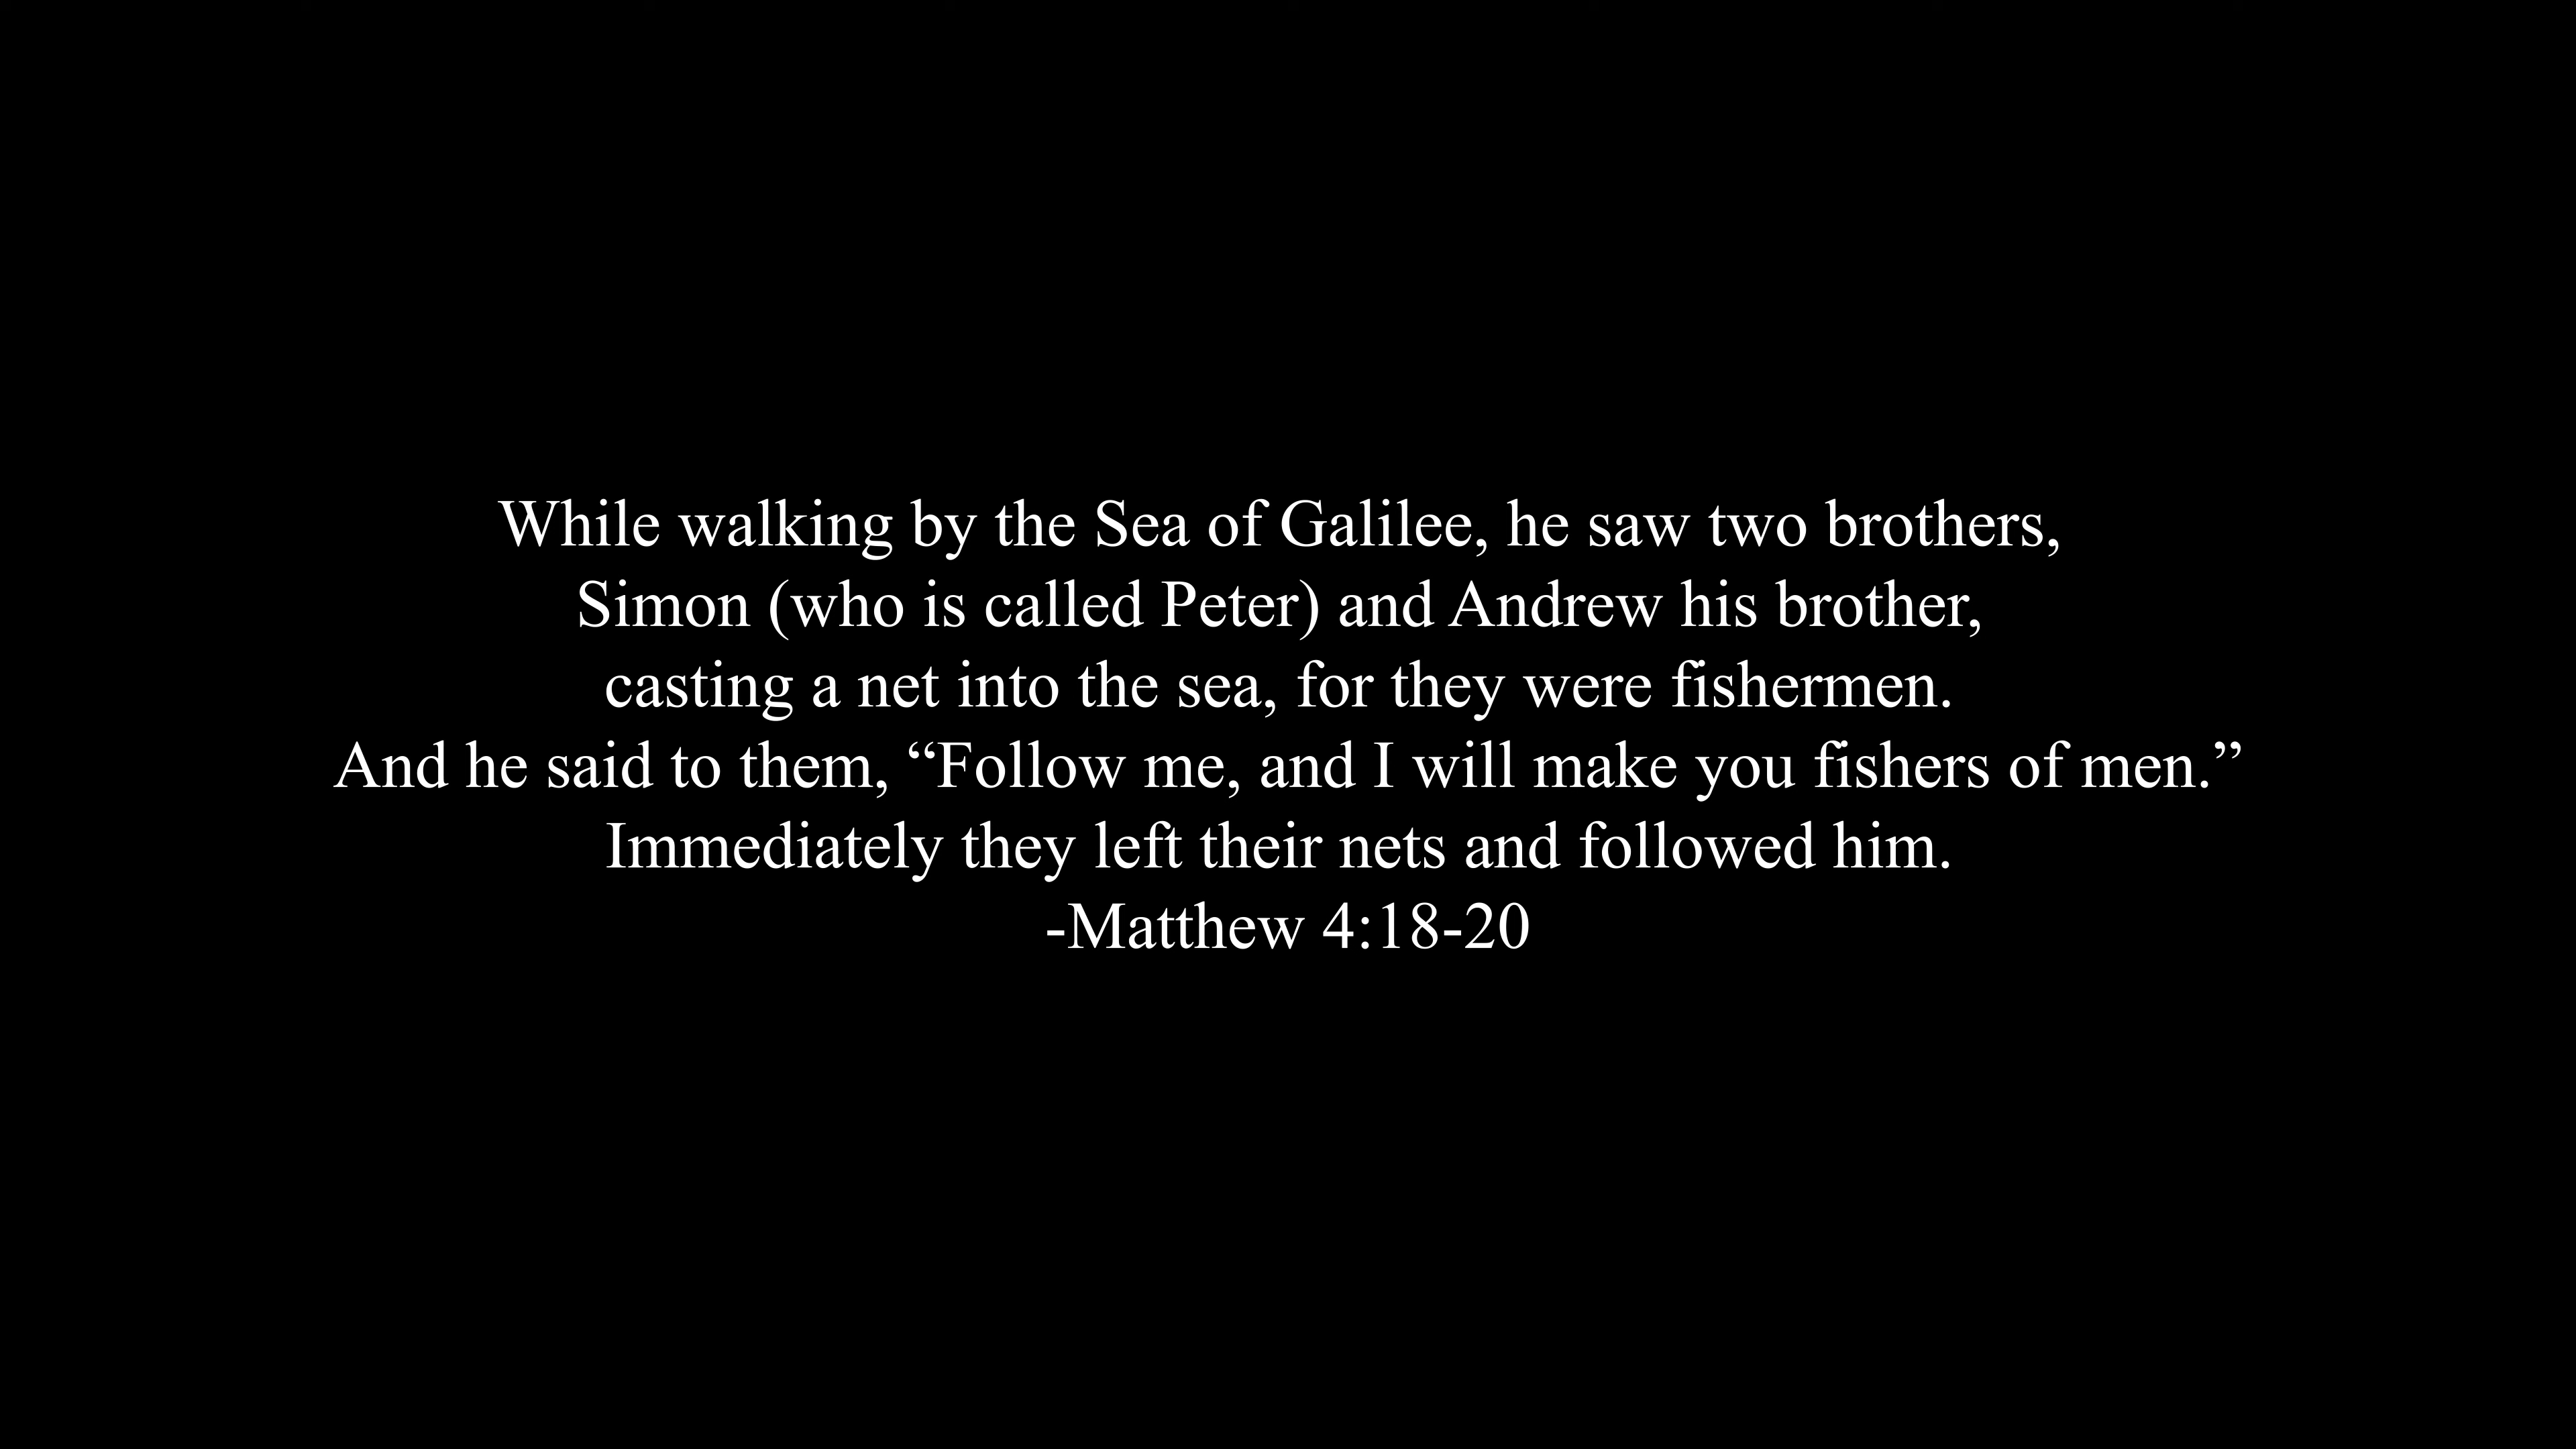 While walking by the Sea of Galilee, he saw two brothers,
Simon (who is called Peter) and Andrew his brother,
casting a net into the sea, for they were fishermen.
And he said to them, “Follow me, and I will make you fishers of men.”
Immediately they left their nets and followed him.
-Matthew 4:18-20